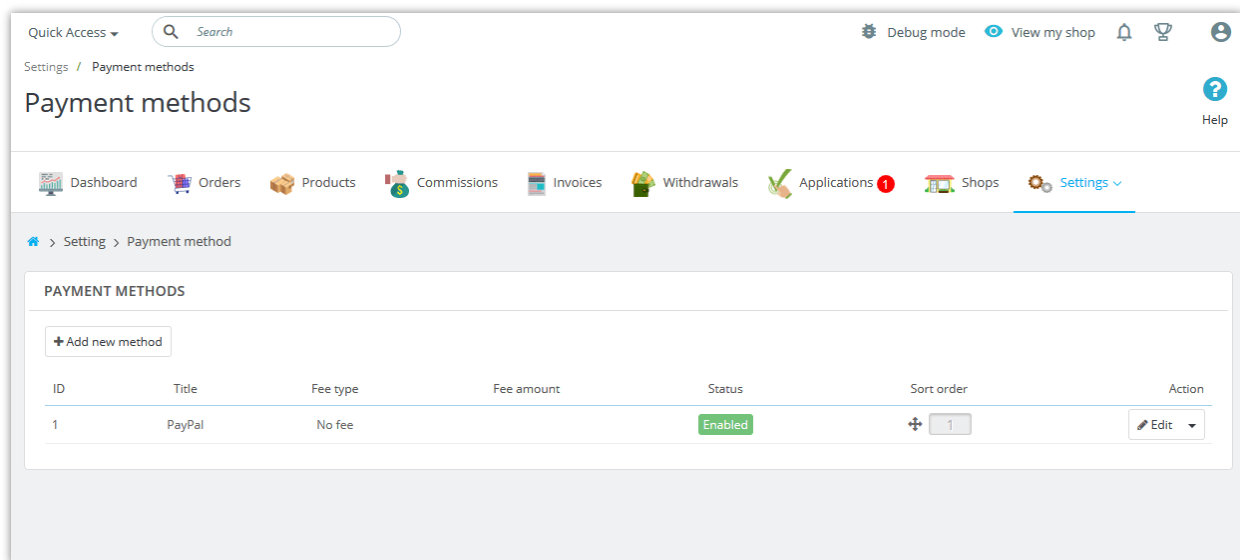 Quick Access Search Debug mode View my shop
Settings / Payment methods
Payment methods
Help
Dashboard Orders Products Commissions Invoices Withdrawals Applications 1 Shops Settings
> Setting > Payment method
PAYMENT METHODS
+ Add new method
ID Title Fee type Fee amount Status Sort order Action
1 PayPal No fee Enabled 1 Edit